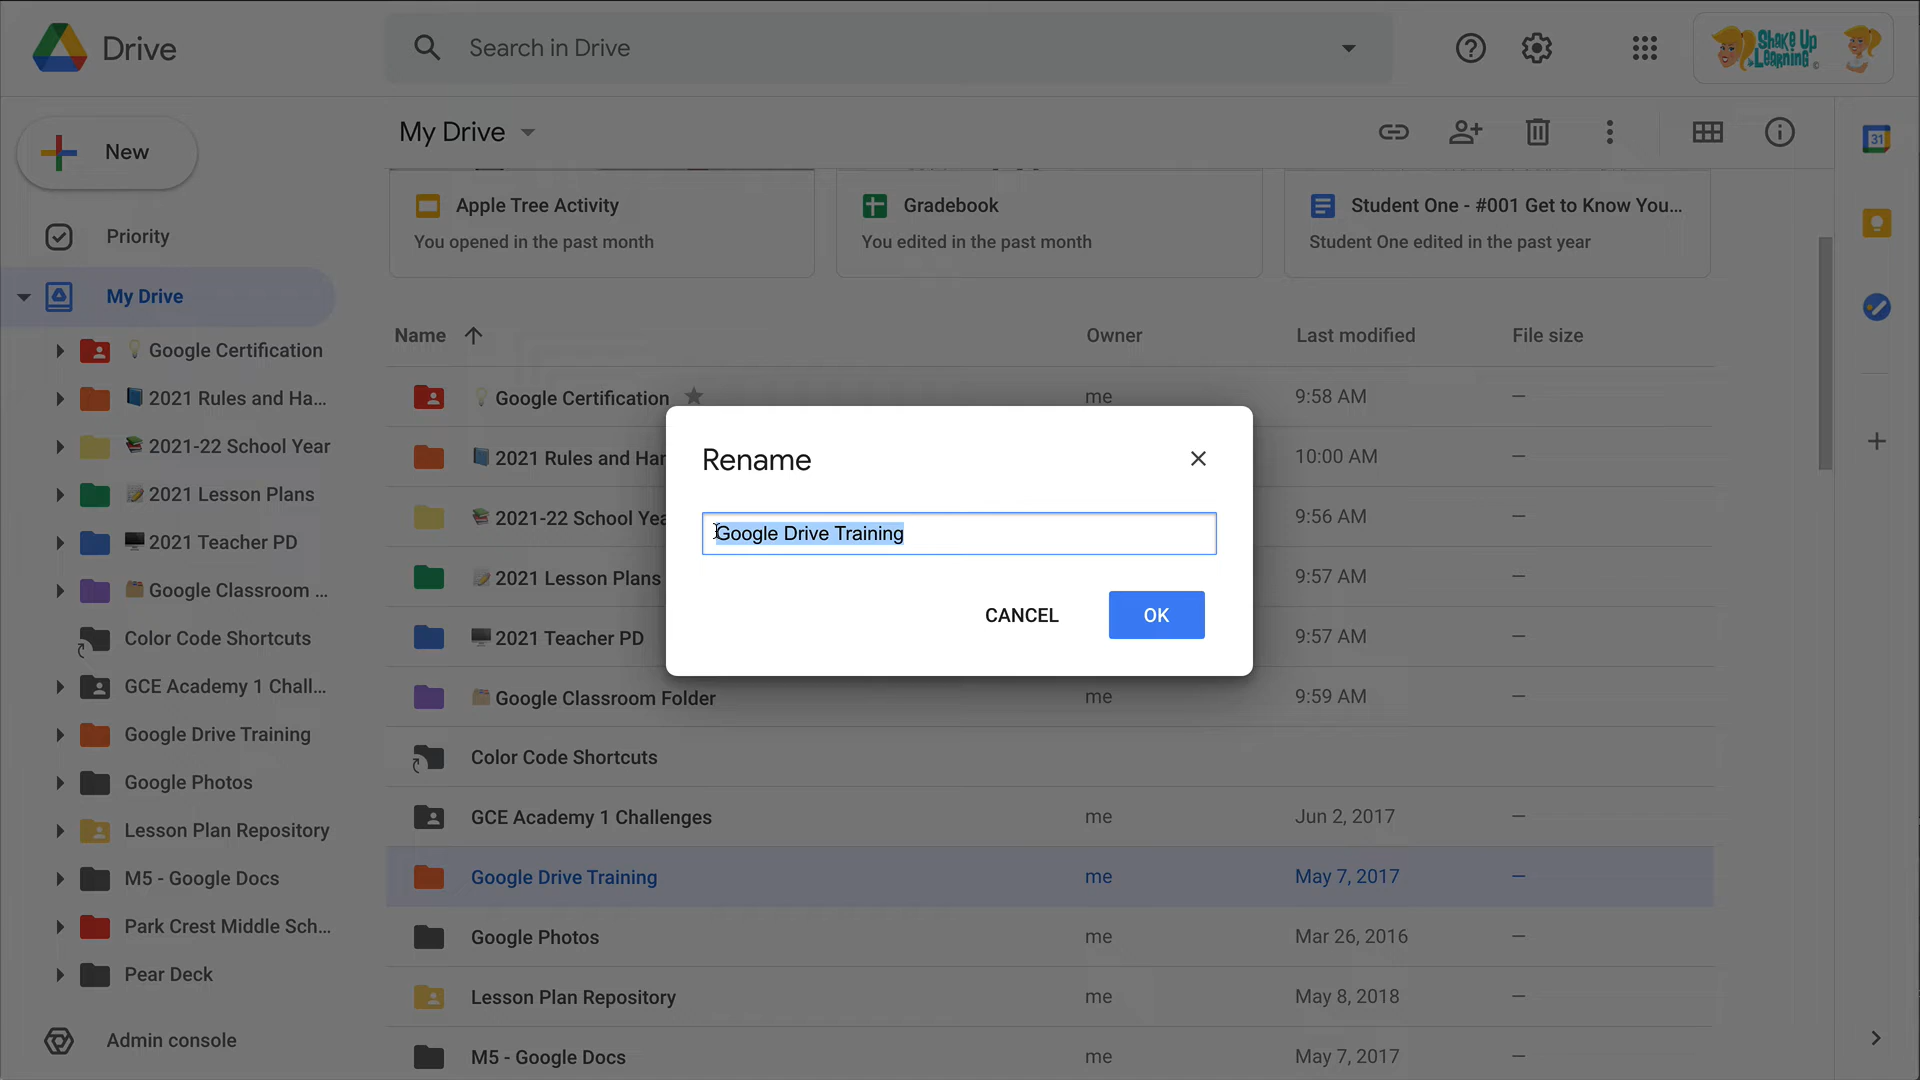 Drive
Search in Drive
Shake Up
Learning
New
My Drive
31
Apple Tree Activity
You opened in the past month
Gradebook
You edited in the past month
Student One - #001 Get to Know You...
Student One edited in the past year
Priority
My Drive
Google Certification
2021 Rules and Ha...
2021-22 School Year
2021 Lesson Plans
2021 Teacher PD
Google Classroom ...
Color Code Shortcuts
GCE Academy 1 Chall...
Google Drive Training
Google Photos
Lesson Plan Repository
M5 - Google Docs
Park Crest Middle Sch...
Pear Deck
Admin console
Name Owner Last modified File size
Google Certification me 9:58 AM —
2021 Rules and Har 10:00 AM —
2021-22 School Yea 9:56 AM —
2021 Lesson Plans 9:57 AM —
2021 Teacher PD 9:57 AM —
Google Classroom Folder me 9:59 AM —
Color Code Shortcuts
GCE Academy 1 Challenges me Jun 2, 2017 —
Google Drive Training me May 7, 2017 —
Google Photos me Mar 26, 2016 —
Lesson Plan Repository me May 8, 2018 —
M5 - Google Docs me May 7, 2017 —
Rename
Google Drive Training
CANCEL OK